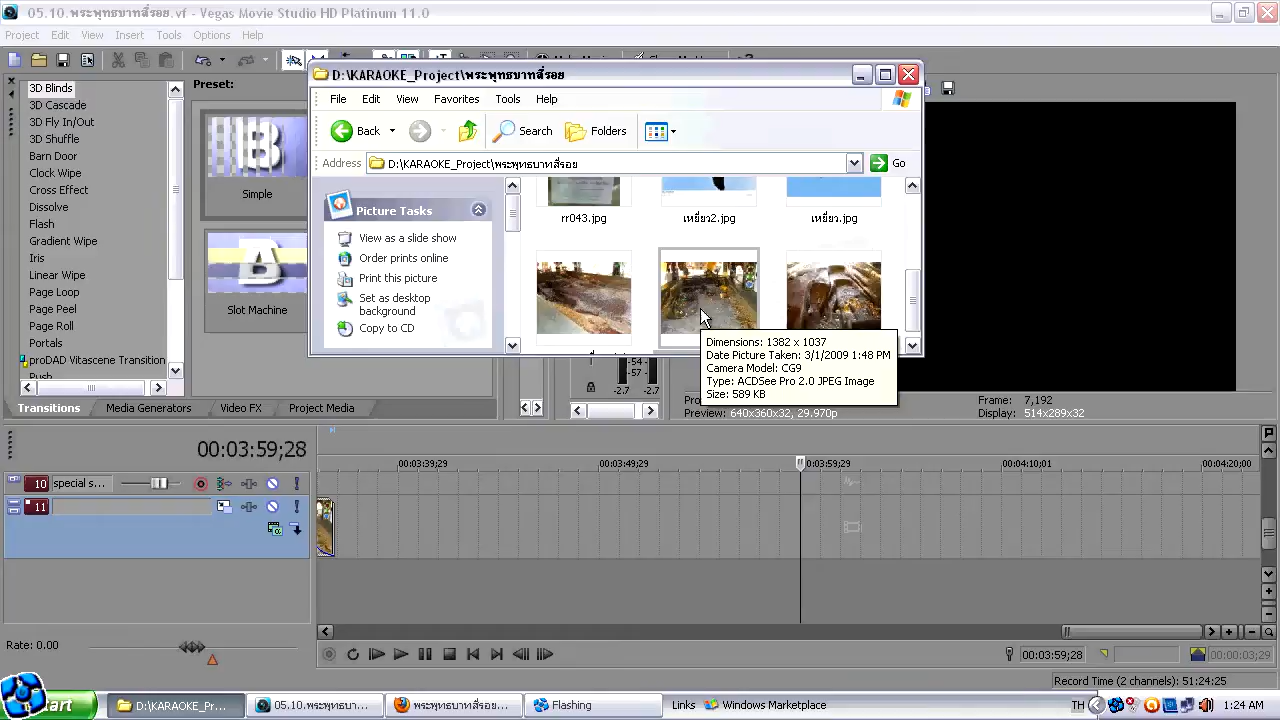 05.10.พระพุทธบาทสี่รอย.vf - Vegas Movie Studio HD Platinum 11.0
Project Edit View Insert Tools Options Help
D:\KARAOKE_Project\พระพุทธบาทสี่รอย
File Edit View Favorites Tools Help
Back Search Folders
Address D:\KARAOKE_Project\พระพุทธบาทสี่รอย Go
Picture Tasks
View as a slide show
Order prints online
Print this picture
Set as desktop
background
Copy to CD
rr043.jpg เหยี่ยว2.jpg เหยี่ยว.jpg
Dimensions: 1382 x 1037
Date Picture Taken: 3/1/2009 1:48 PM
Camera Model: CG9
Type: ACDSee Pro 2.0 JPEG Image
Size: 589 KB
3D Blinds
3D Cascade
3D Fly In/Out
3D Shuffle
Barn Door
Clock Wipe
Cross Effect
Dissolve
Flash
Gradient Wipe
Iris
Linear Wipe
Page Loop
Page Peel
Page Roll
Portals
proDAD Vitascene Transition
Push
Preset:
Simple
Slot Machine
Transitions Media Generators Video FX Project Media
-54
-57
-2.7 -2.7
Preview: 640x360x32, 29.970p
Frame: 7,192
Display: 514x289x32
00:03:59;28
00:03:39;29 00:03:49;29 00:03:59;29 00:04:10;01 00:04:20;00
10 special s...
11
Rate: 0.00
00:03:59;28 00:00:03;29
Record Time (2 channels): 51:24:25
start D:\KARAOKE_Pr... 05.10.พระพุทธบา... พระพุทธบาทสี่รอ... Flashing Links Windows Marketplace TH 1:24 AM